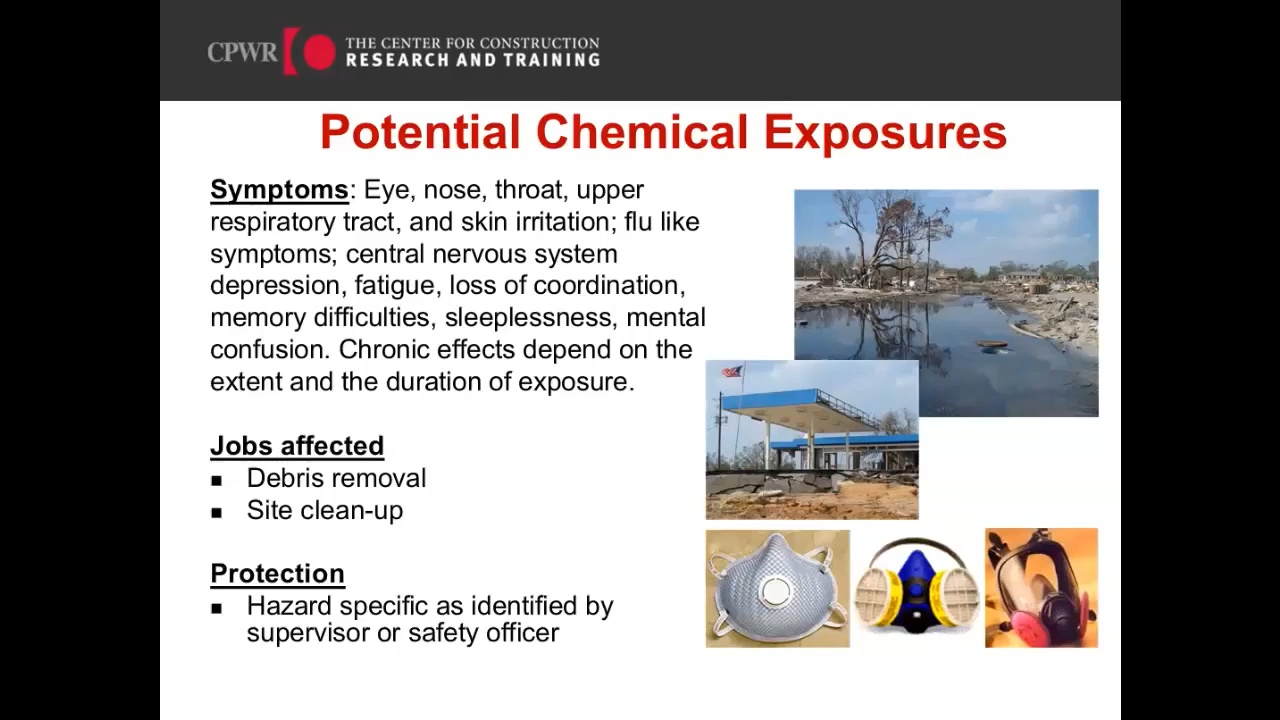 CPWR
THE CENTER FOR CONSTRUCTION
RESEARCH AND TRAINING
Potential Chemical Exposures
Symptoms: Eye, nose, throat, upper
respiratory tract, and skin irritation; flu like
symptoms; central nervous system
depression, fatigue, loss of coordination,
memory difficulties, sleeplessness, mental
confusion. Chronic effects depend on the
extent and the duration of exposure.
Jobs affected
▪ Debris removal
▪ Site clean-up
Protection
▪ Hazard specific as identified by
supervisor or safety officer